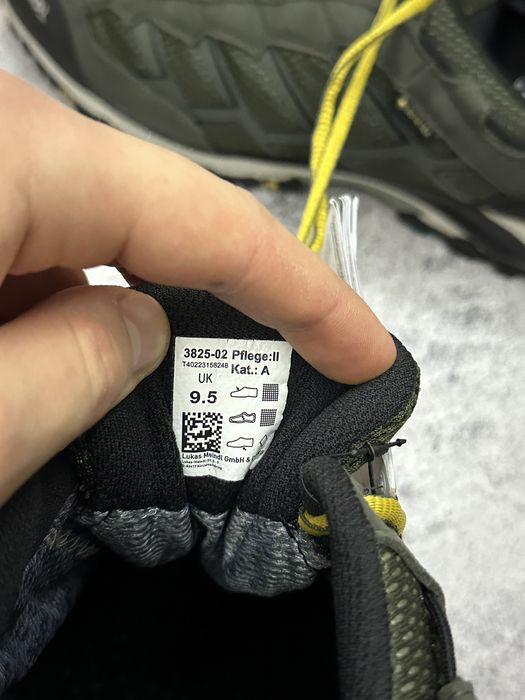 3825-02 Pflege:II
T40223158248 Kat.: A
UK
9.5
Lukas Meindl GmbH &